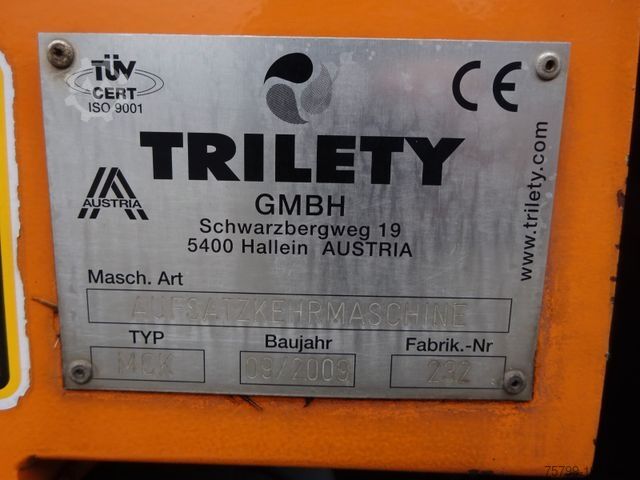 TÜV
CERT
ISO 9001
CE
TRILETY
GMBH
AUSTRIA
Schwarzbergweg 19
5400 Hallein AUSTRIA
www.trilety.com
Masch. Art
AUFSATZKEHRMASCHINE
TYP Baujahr Fabrik.-Nr
MCK 09/2009 232